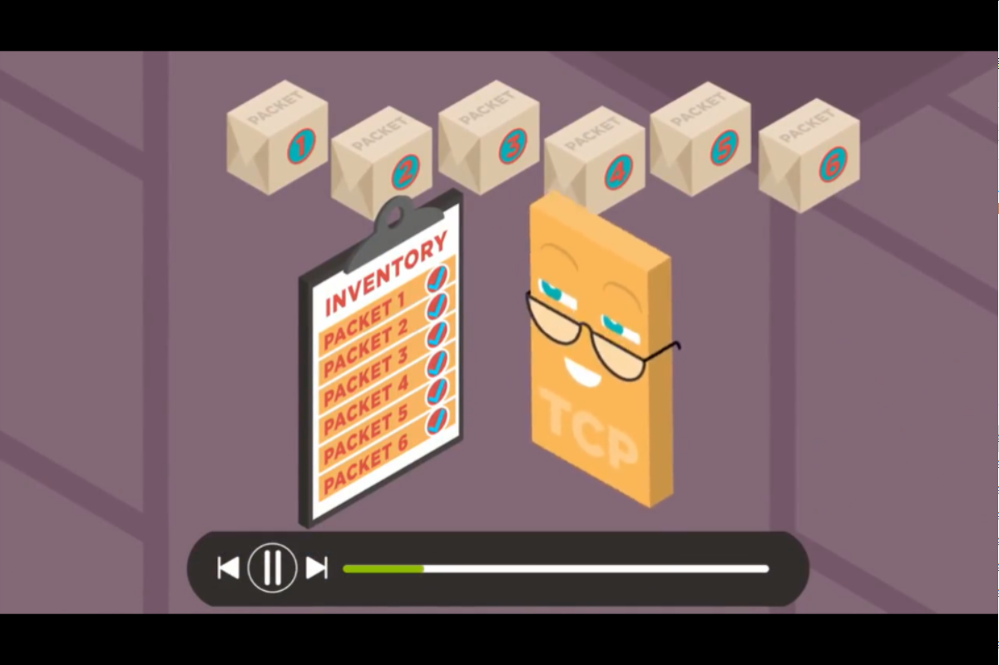 PACKET
1
PACKET
2
PACKET
3
PACKET
4
PACKET
5
PACKET
6
INVENTORY
PACKET 1
PACKET 2
PACKET 3
PACKET 4
PACKET 5
PACKET 6
TCP